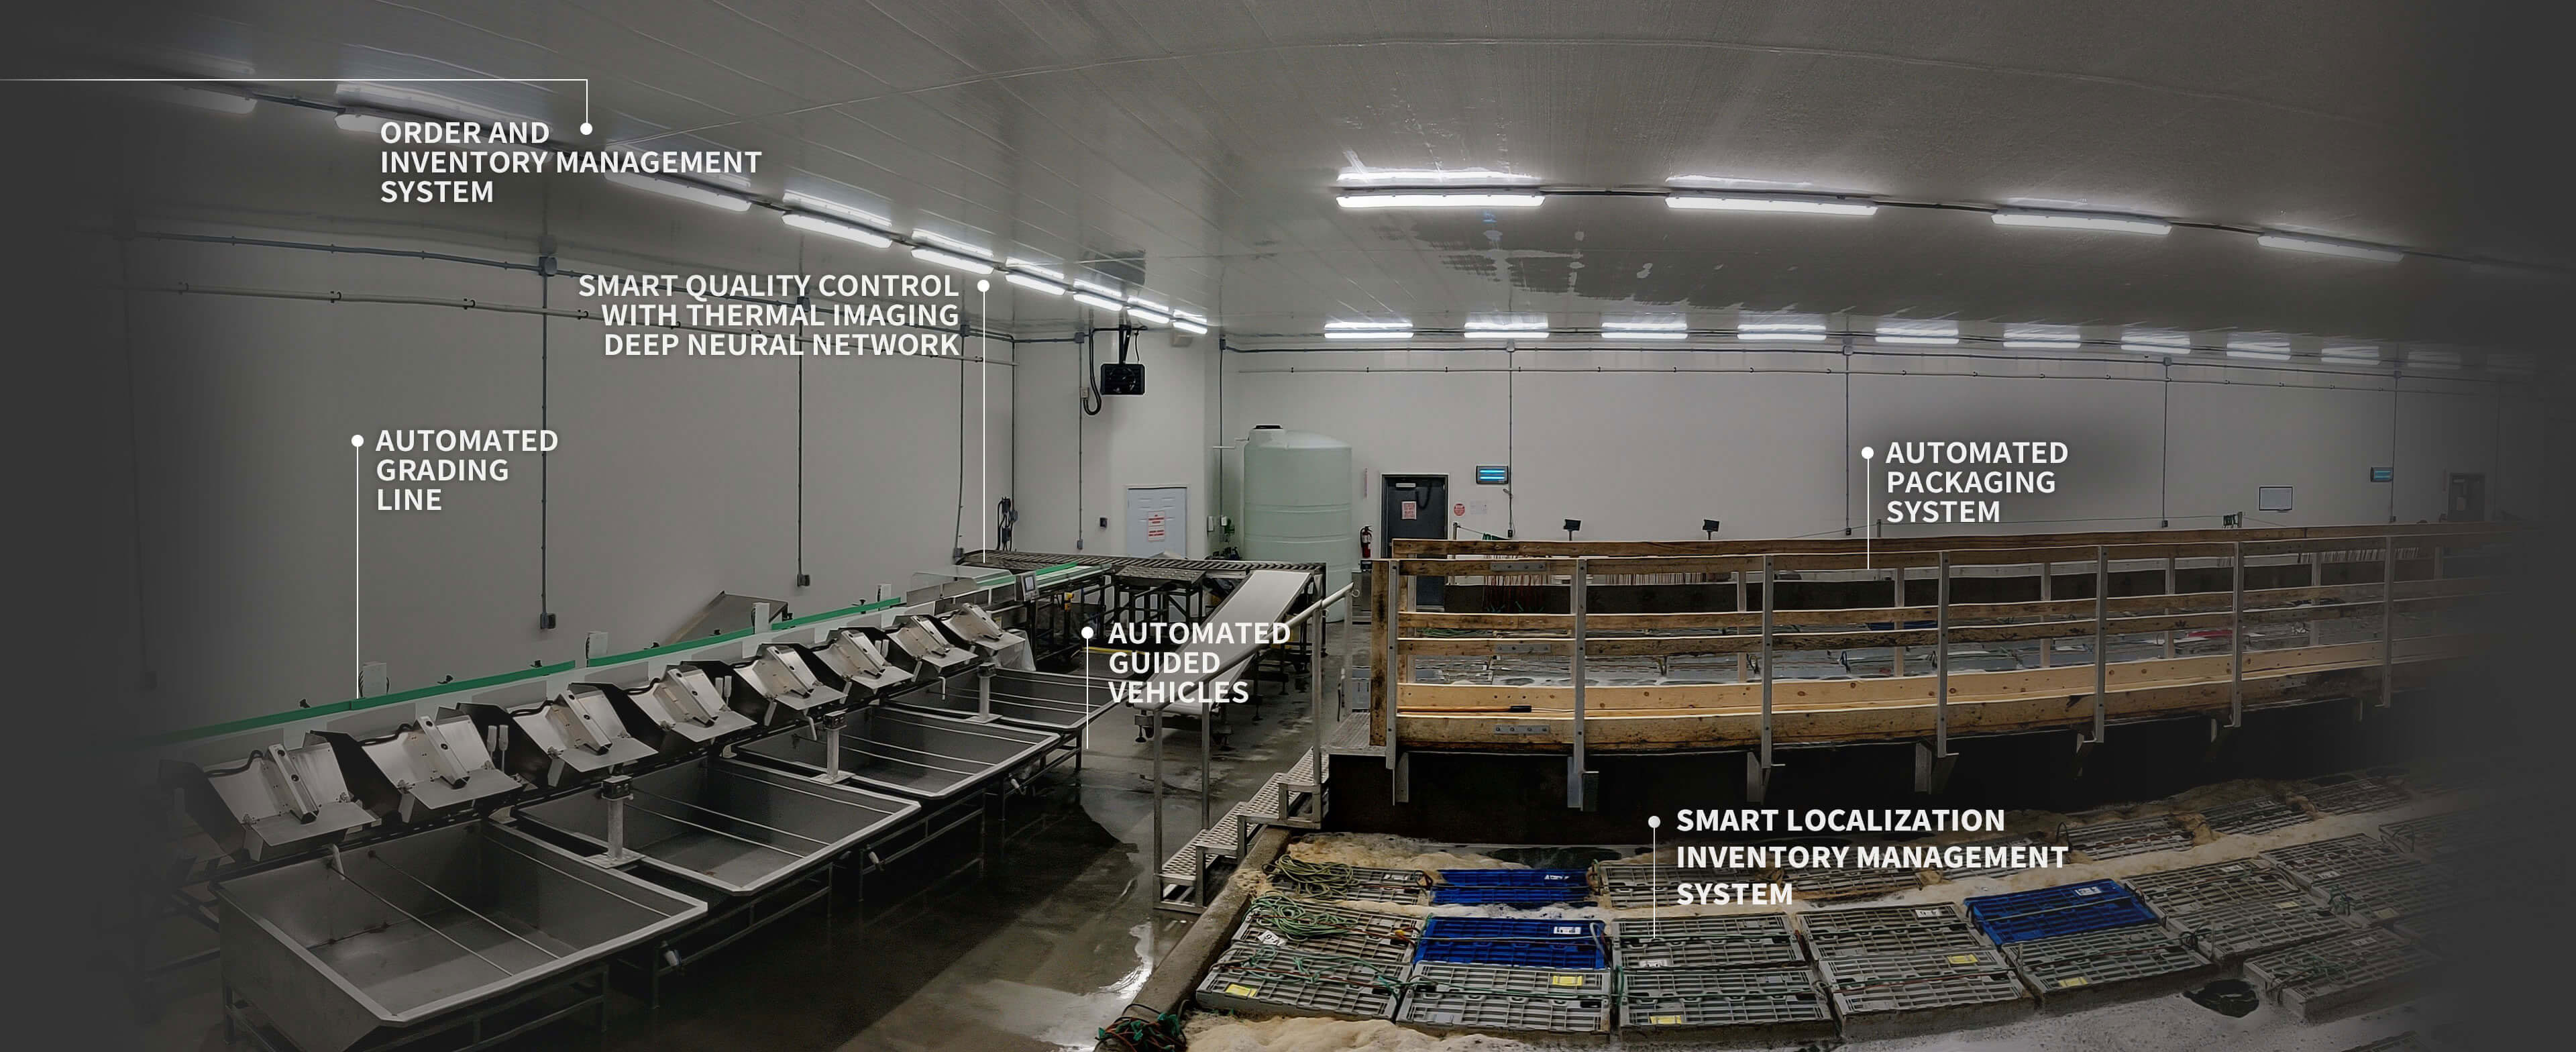 ORDER AND
INVENTORY MANAGEMENT
SYSTEM
SMART QUALITY CONTROL
WITH THERMAL IMAGING
DEEP NEURAL NETWORK
AUTOMATED
GRADING
LINE
AUTOMATED
PACKAGING
SYSTEM
AUTOMATED
GUIDED
VEHICLES
SMART LOCALIZATION
INVENTORY MANAGEMENT
SYSTEM